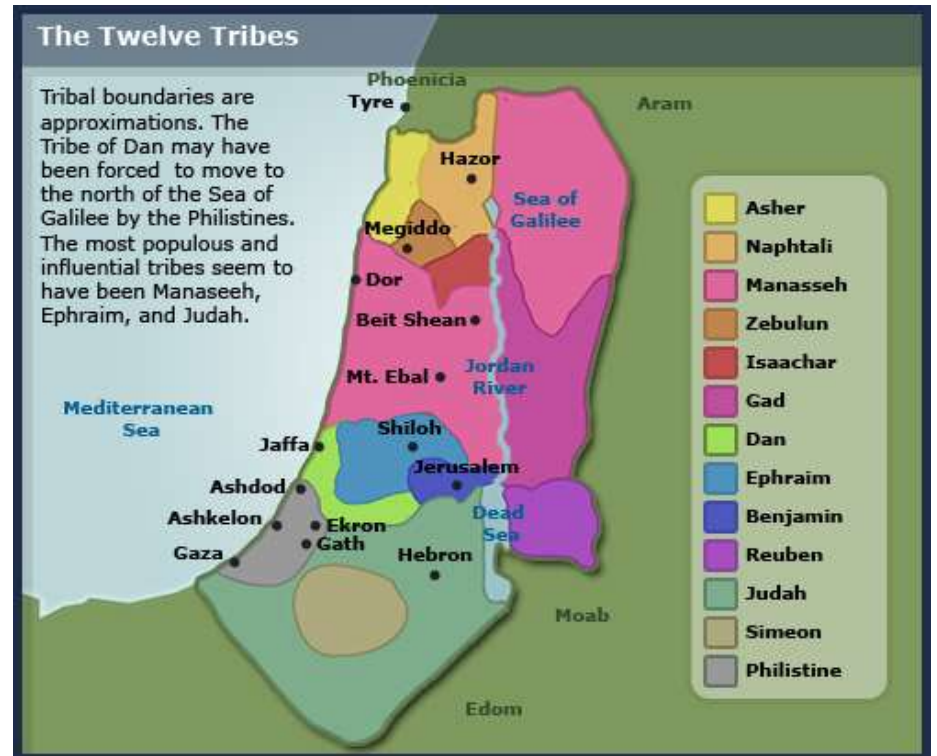 The Twelve Tribes
Tribal boundaries are
approximations. The
Tribe of Dan may have
been forced to move to
the north of the Sea of
Galilee by the Philistines.
The most populous and
influential tribes seem to
have been Manaseeh,
Ephraim, and Judah.
Phoenicia
Tyre
Aram
Hazor
Sea of
Galilee
Megiddo
Dor
Beit Shean
Mt. Ebal
Jordan
River
Mediterranean
Sea
Jaffa
Shiloh
Jerusalem
Ashdod
Ashkelon
Ekron
Dead
Sea
Gath
Gaza
Hebron
Moab
Edom
Asher
Naphtali
Manasseh
Zebulun
Isaachar
Gad
Dan
Ephraim
Benjamin
Reuben
Judah
Simeon
Philistine